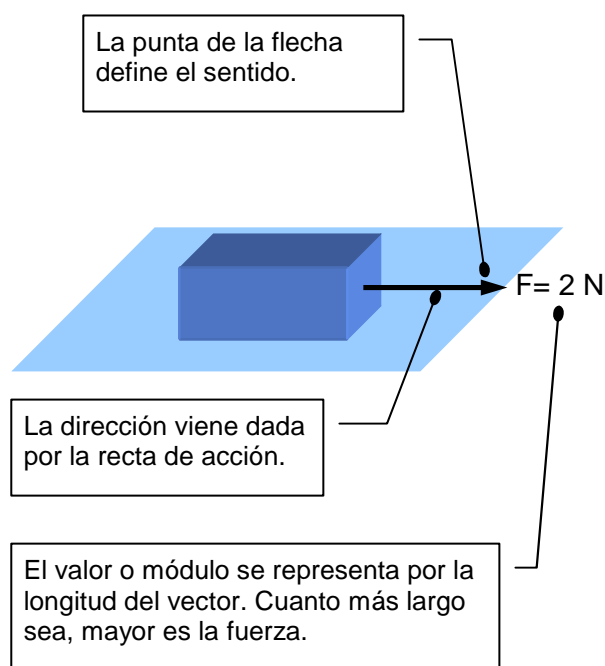 La punta de la flecha
define el sentido.
F= 2 N
La dirección viene dada
por la recta de acción.
El valor o módulo se representa por la
longitud del vector. Cuanto más largo
sea, mayor es la fuerza.